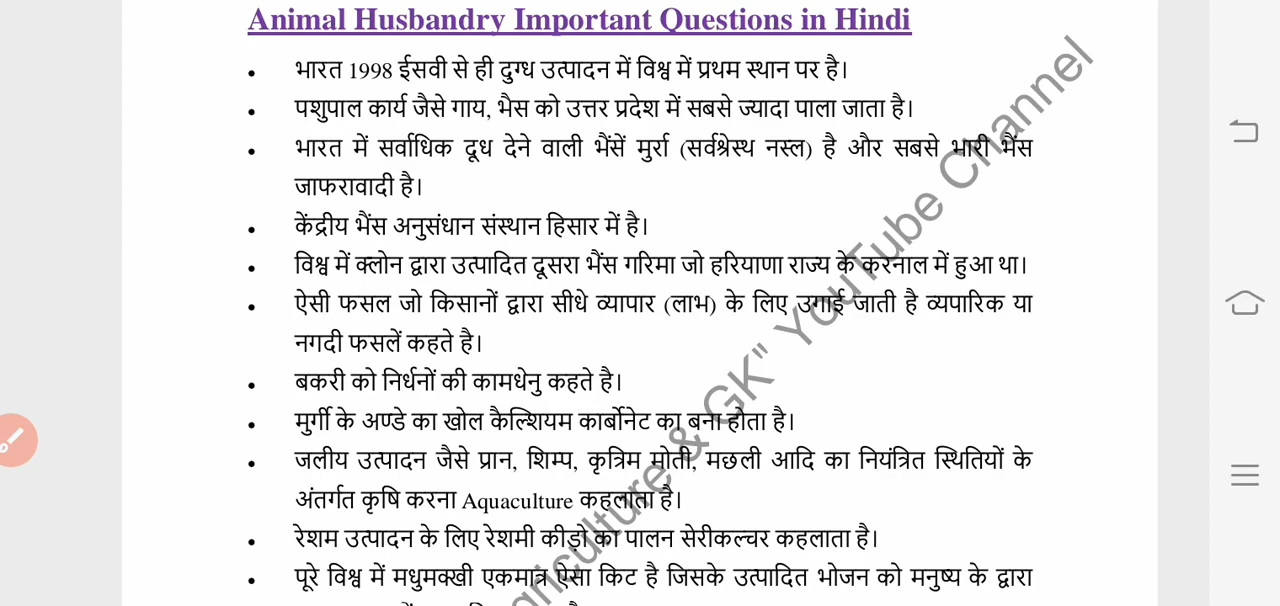 Animal Husbandry Important Questions in Hindi
• भारत 1998 ईसवी से ही दुग्ध उत्पादन में विश्व में प्रथम स्थान पर है।
• पशुपाल कार्य जैसे गाय, भैस को उत्तर प्रदेश में सबसे ज्यादा पाला जाता है।
• भारत में सर्वाधिक दूध देने वाली भैंसें मुर्रा (सर्वश्रेस्थ नस्ल) है और सबसे भारी भैंस
जाफरावादी है।
• केंद्रीय भैंस अनुसंधान संस्थान हिसार में है।
• विश्व में क्लोन द्वारा उत्पादित दूसरा भैंस गरिमा जो हरियाणा राज्य के करनाल में हुआ था।
• ऐसी फसल जो किसानों द्वारा सीधे व्यापार (लाभ) के लिए उगाई जाती है व्यपारिक या
नगदी फसलें कहते है।
• बकरी को निर्धनों की कामधेनु कहते है।
• मुर्गी के अण्डे का खोल कैल्शियम कार्बोनेट का बना होता है।
• जलीय उत्पादन जैसे प्रान, शिम्प, कृत्रिम मोती, मछली आदि का नियंत्रित स्थितियों के
अंतर्गत कृषि करना Aquaculture कहलाता है।
• रेशम उत्पादन के लिए रेशमी कीड़ो का पालन सेरीकल्चर कहलाता है।
• पूरे विश्व में मधुमक्खी एकमात्र ऐसा किट है जिसके उत्पादित भोजन को मनुष्य के द्वारा
griculture & GK" YouTube Channel